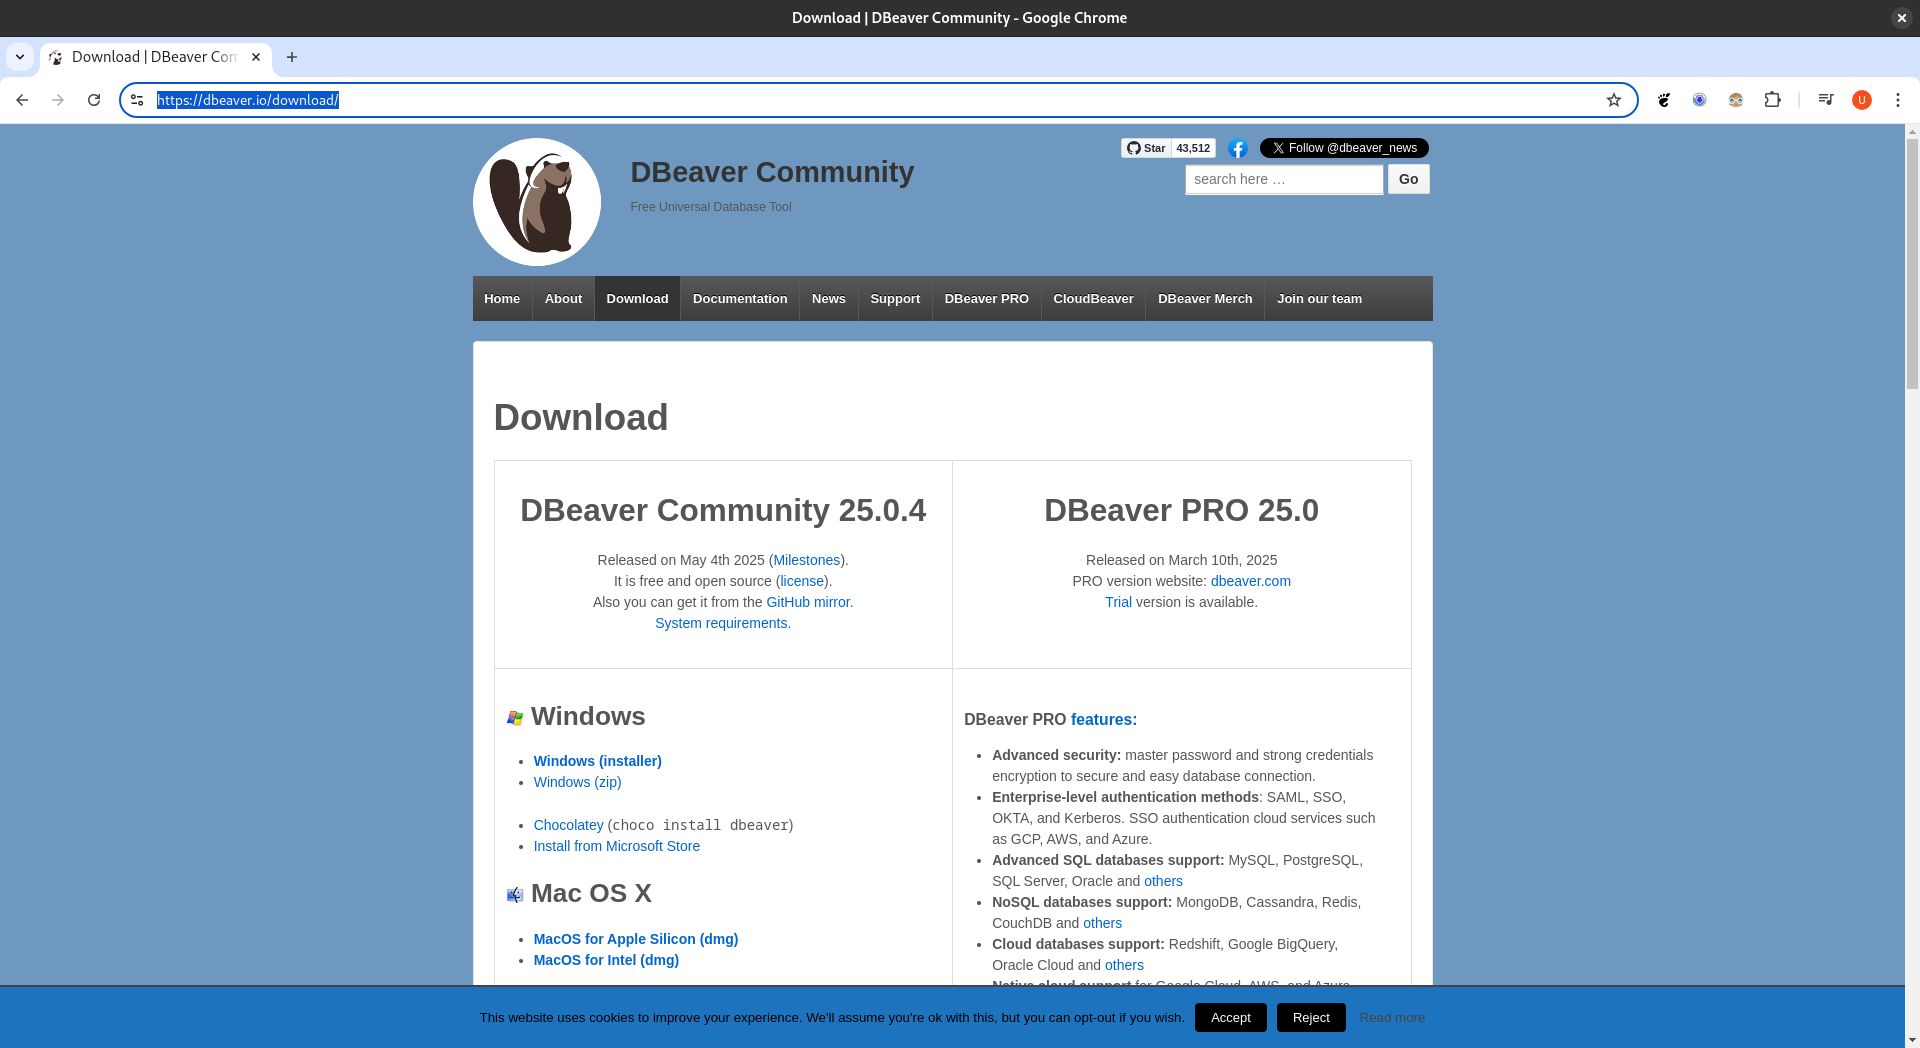 Download | DBeaver Community - Google Chrome
Download | DBeaver Con
https://dbeaver.io/download/
U
DBeaver Community
Free Universal Database Tool
Star 43,512
Follow @dbeaver_news
search here …
Go
Home About Download Documentation News Support DBeaver PRO CloudBeaver DBeaver Merch Join our team
Download
DBeaver Community 25.0.4
Released on May 4th 2025 (Milestones).
It is free and open source (license).
Also you can get it from the GitHub mirror.
System requirements.
DBeaver PRO 25.0
Released on March 10th, 2025
PRO version website: dbeaver.com
Trial version is available.
Windows
Windows (installer)
Windows (zip)
Chocolatey (choco install dbeaver)
Install from Microsoft Store
Mac OS X
MacOS for Apple Silicon (dmg)
MacOS for Intel (dmg)
DBeaver PRO features:
Advanced security: master password and strong credentials
encryption to secure and easy database connection.
Enterprise-level authentication methods: SAML, SSO,
OKTA, and Kerberos. SSO authentication cloud services such
as GCP, AWS, and Azure.
Advanced SQL databases support: MySQL, PostgreSQL,
SQL Server, Oracle and others
NoSQL databases support: MongoDB, Cassandra, Redis,
CouchDB and others
Cloud databases support: Redshift, Google BigQuery,
Oracle Cloud and others
Native cloud support for Google Cloud, AWS, and Azure
This website uses cookies to improve your experience. We'll assume you're ok with this, but you can opt-out if you wish.
Accept
Reject
Read more